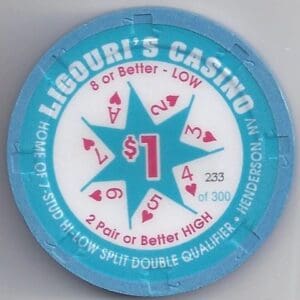 LIGOURI'S CASINO
8 or Better - LOW
A 2 3 4 5 6
$1
233
of 300
2 Pair or Better HIGH
HOME OF 7-STUD HI-LOW SPLIT DOUBLE QUALIFIER • HENDERSON, NV